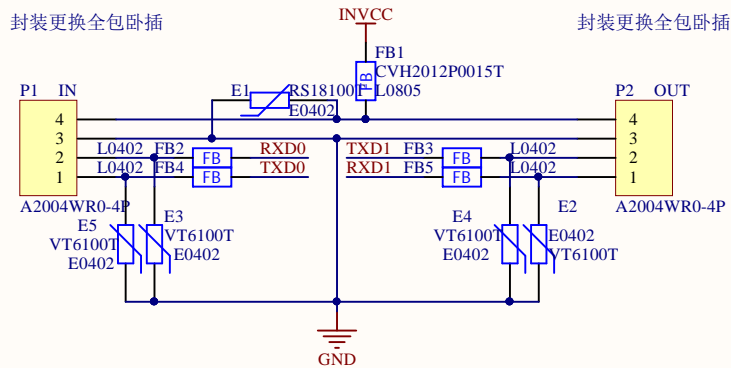 封装更换全包卧插
INVCC
封装更换全包卧插
FB1
CVH2012P0015T
FB
L0805
P1 IN
E1
RS18100T
E0402
P2 OUT
4
3
2
1
L0402 FB2 FB RXD0
L0402 FB4 FB TXD0
TXD1 FB3 FB L0402
RXD1 FB5 FB L0402
4
3
2
1
A2004WR0-4P
A2004WR0-4P
E5
VT6100T
E0402
E3
VT6100T
E0402
E4
VT6100T
E0402
E2
E0402
VT6100T
GND